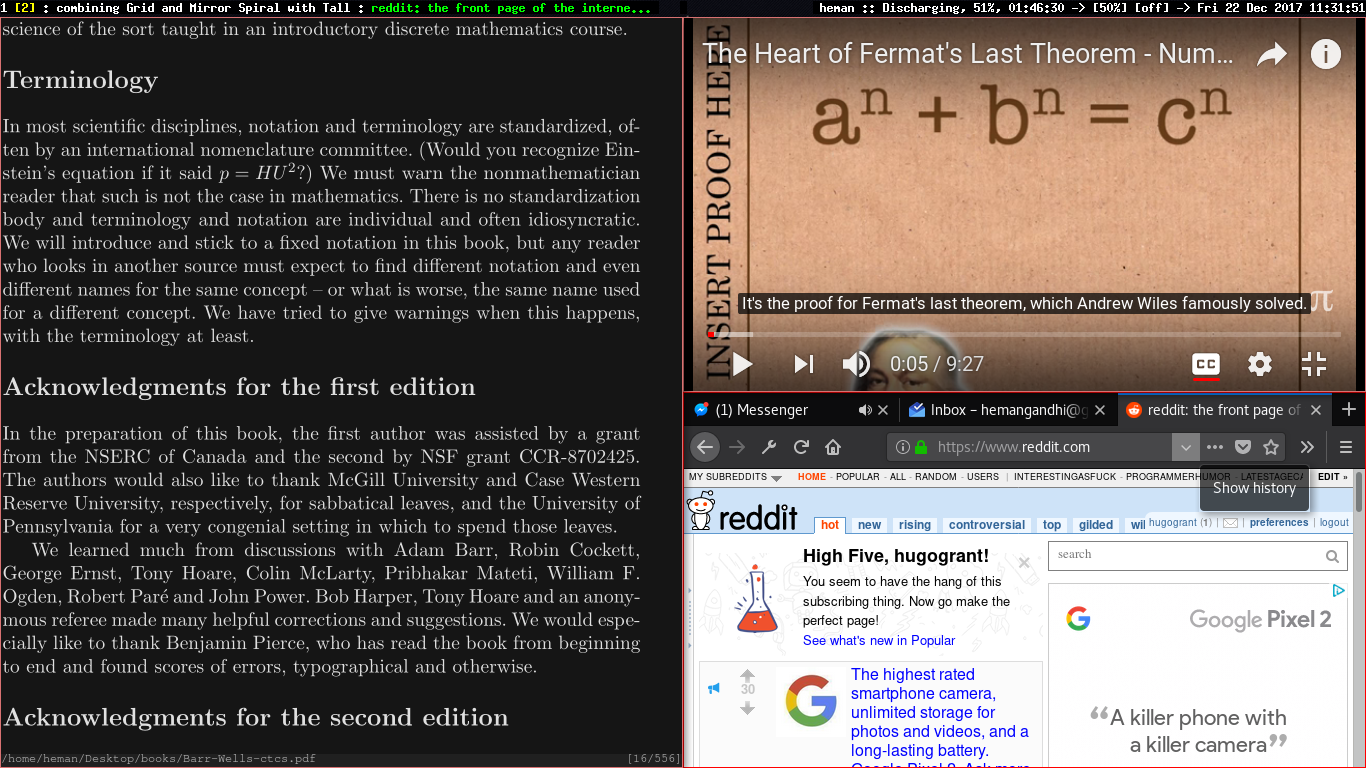 1 [2] : combining Grid and Mirror Spiral with Tall : reddit: the front page of the interne...
heman :: Discharging, 51%, 01:46:30 -> [50%] [off] -> Fri 22 Dec 2017 11:31:51
science of the sort taught in an introductory discrete mathematics course.
Terminology
In most scientific disciplines, notation and terminology are standardized, of-
ten by an international nomenclature committee. (Would you recognize Ein-
stein's equation if it said p = HU²?) We must warn the nonmathematician
reader that such is not the case in mathematics. There is no standardization
body and terminology and notation are individual and often idiosyncratic.
We will introduce and stick to a fixed notation in this book, but any reader
who looks in another source must expect to find different notation and even
different names for the same concept – or what is worse, the same name used
for a different concept. We have tried to give warnings when this happens,
with the terminology at least.
Acknowledgments for the first edition
In the preparation of this book, the first author was assisted by a grant
from the NSERC of Canada and the second by NSF grant CCR-8702425.
The authors would also like to thank McGill University and Case Western
Reserve University, respectively, for sabbatical leaves, and the University of
Pennsylvania for a very congenial setting in which to spend those leaves.
We learned much from discussions with Adam Barr, Robin Cockett,
George Ernst, Tony Hoare, Colin McLarty, Pribhakar Mateti, William F.
Ogden, Robert Paré and John Power. Bob Harper, Tony Hoare and an anony-
mous referee made many helpful corrections and suggestions. We would espe-
cially like to thank Benjamin Pierce, who has read the book from beginning
to end and found scores of errors, typographical and otherwise.
Acknowledgments for the second edition
/home/heman/Desktop/books/Barr-Wells-ctcs.pdf [16/556]
The Heart of Fermat's Last Theorem - Num...
INSERT PROOF HERE
aⁿ + bⁿ = cⁿ
It's the proof for Fermat's last theorem, which Andrew Wiles famously solved.
π
0:05 / 9:27
CC
(1) Messenger
Inbox – hemangandhi@g
reddit: the front page of
https://www.reddit.com
Show history
MY SUBREDDITS HOME - POPULAR - ALL - RANDOM - USERS | INTERESTINGASFUCK - PROGRAMMERHUMOR LATESTAGECA EDIT »
reddit hot new rising controversial top gilded wil
hugogrant (1) | preferences | logout
High Five, hugogrant!
You seem to have the hang of this
subscribing thing. Now go make the
perfect page!
See what's new in Popular
search
30
The highest rated
smartphone camera,
unlimited storage for
photos and videos, and a
long-lasting battery.
Google Pixel 2. Ask more
G
Google Pixel 2
“A killer phone with
a killer camera”